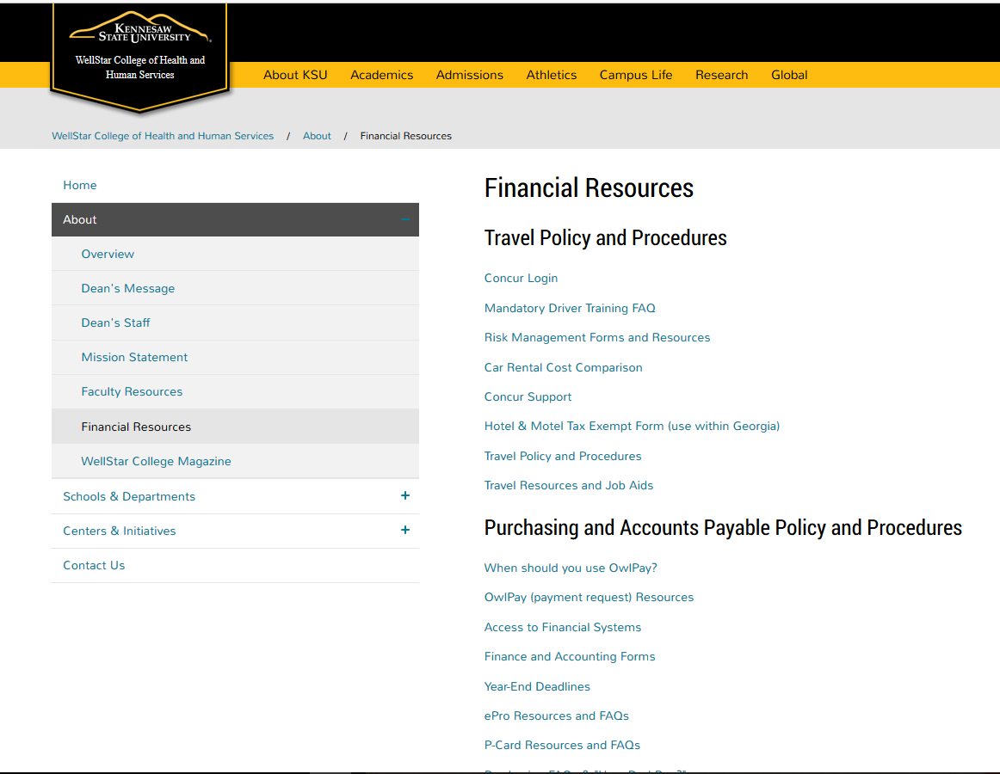 KENNESAW
STATE UNIVERSITY
WellStar College of Health and
Human Services
About KSU Academics Admissions Athletics Campus Life Research Global
WellStar College of Health and Human Services / About / Financial Resources
Home
About
Overview
Dean's Message
Dean's Staff
Mission Statement
Faculty Resources
Financial Resources
WellStar College Magazine
Schools & Departments +
Centers & Initiatives +
Contact Us
Financial Resources
Travel Policy and Procedures
Concur Login
Mandatory Driver Training FAQ
Risk Management Forms and Resources
Car Rental Cost Comparison
Concur Support
Hotel & Motel Tax Exempt Form (use within Georgia)
Travel Policy and Procedures
Travel Resources and Job Aids
Purchasing and Accounts Payable Policy and Procedures
When should you use OwlPay?
OwlPay (payment request) Resources
Access to Financial Systems
Finance and Accounting Forms
Year-End Deadlines
ePro Resources and FAQs
P-Card Resources and FAQs